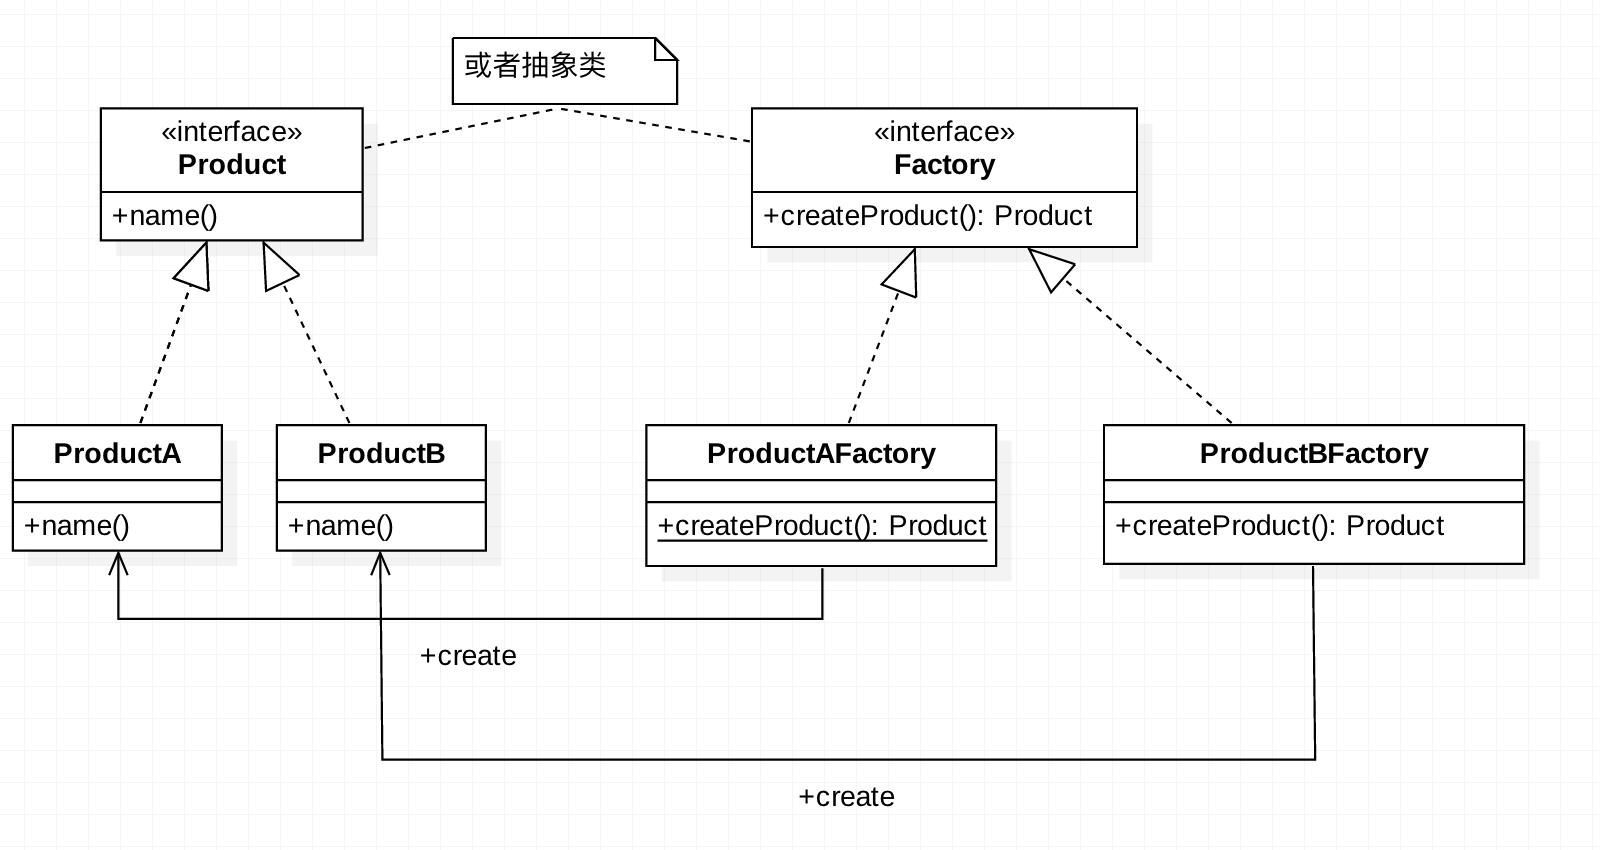 或者抽象类
«interface»
Product
+name()
«interface»
Factory
+createProduct(): Product
ProductA
+name()
ProductB
+name()
ProductAFactory
+createProduct(): Product
ProductBFactory
+createProduct(): Product
+create
+create